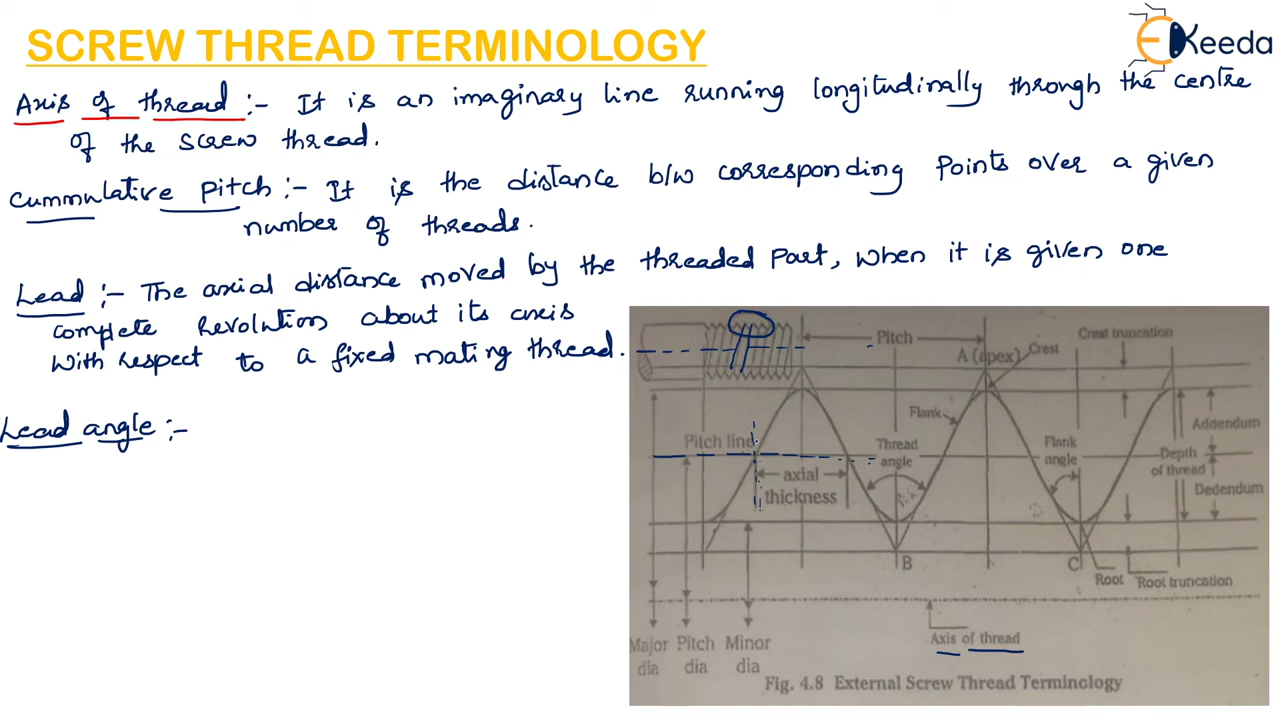 SCREW THREAD TERMINOLOGY
Ekeeda
Axis of thread :- It is an imaginary line running longitudinally through the centre
of the screw thread.
Cummulative Pitch :- It is the distance b/w corresponding points over a given
number of threads.
Lead :- The axial distance moved by the threaded part, when it is given one
complete revolution about its axis
with respect to a fixed mating thread.
Lead angle :-
Pitch
Crest truncation
A (apex)
Crest
Flank
Addendum
Pitch line
Thread
angle
Flank
angle
Depth
of thread
axial
thickness
Dedendum
B
C
Root
Root truncation
Axis of thread
Major
dia
Pitch
dia
Minor
dia
Fig. 4.8 External Screw Thread Terminology